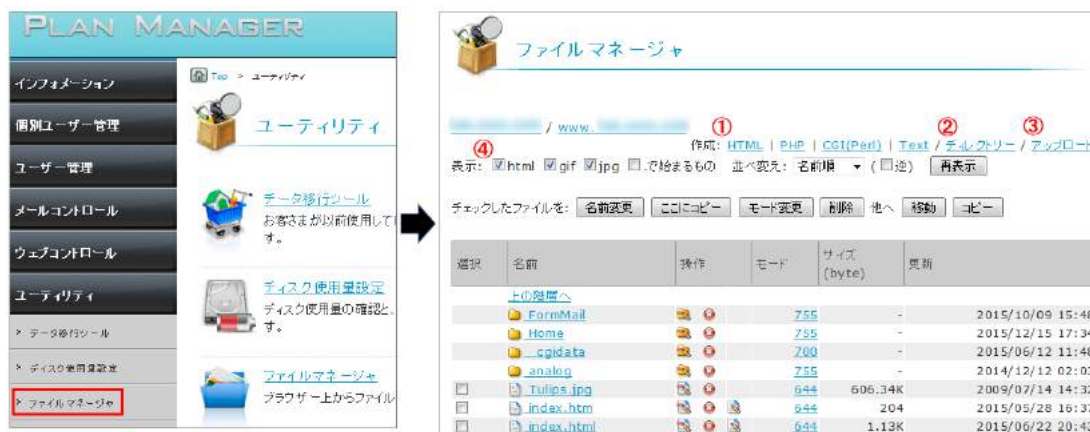 PLAN MANAGER
インフォメーション
個別ユーザー管理
ユーザー管理
メールコントロール
ウェブコントロール
ユーティリティ
> データ移行ツール
> ディスク使用量設定
> ファイルマネージャ
Top > ユーティリティ
ユーティリティ
データ移行ツール
お客さまが以前使用して
す。
ディスク使用量設定
ディスク使用量の確認と、
す。
ファイルマネージャ
ブラウザー上からファイル
ファイルマネージャ
/ www.
① ② ③
作成: HTML | PHP | CGI(Perl) | Text / ディレクトリー / アップロード
④
表示: html gif jpg .で始まるもの 並べ変え: 名前順 (逆) 再表示
チェックしたファイルを: 名前変更 ここにコピー モード変更 削除 他へ 移動 コピー
選択 名前 操作 モード サイズ (byte) 更新
上の階層へ
FormMail 755 - 2015/10/09 15:48
Home 755 - 2015/12/15 17:34
_cgidata 700 - 2015/06/12 11:48
analog 755 - 2014/12/12 02:03
Tulips.jpg 644 606.34K 2009/07/14 14:32
index.htm 644 204 2015/05/28 16:37
index.html 644 1.13K 2015/06/22 20:43